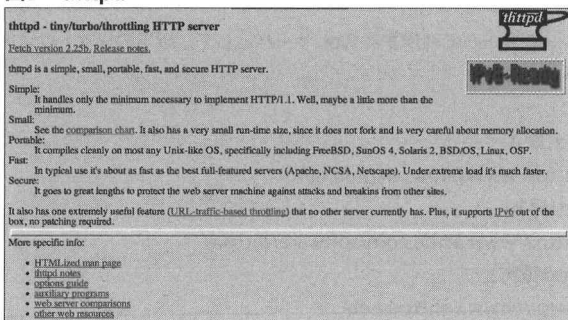 thttpd
thttpd - tiny/turbo/throttling HTTP server
Fetch version 2.25b, Release notes.
IPv6-Ready
thttpd is a simple, small, portable, fast, and secure HTTP server.
Simple:
It handles only the minimum necessary to implement HTTP/1.1. Well, maybe a little more than the
minimum.
Small:
See the comparison chart. It also has a very small run-time size, since it does not fork and is very careful about memory allocation.
Portable:
It compiles cleanly on most any Unix-like OS, specifically including FreeBSD, SunOS 4, Solaris 2, BSD/OS, Linux, OSF.
Fast:
In typical use it's about as fast as the best full-featured servers (Apache, NCSA, Netscape). Under extreme load it's much faster.
Secure:
It goes to great lengths to protect the web server machine against attacks and breakins from other sites.
It also has one extremely useful feature (URL-traffic-based throttling) that no other server currently has. Plus, it supports IPv6 out of the
box, no patching required.
More specific info:
• HTMLized man page
• thttpd notes
• options guide
• auxiliary programs
• web server comparisons
• other web resources